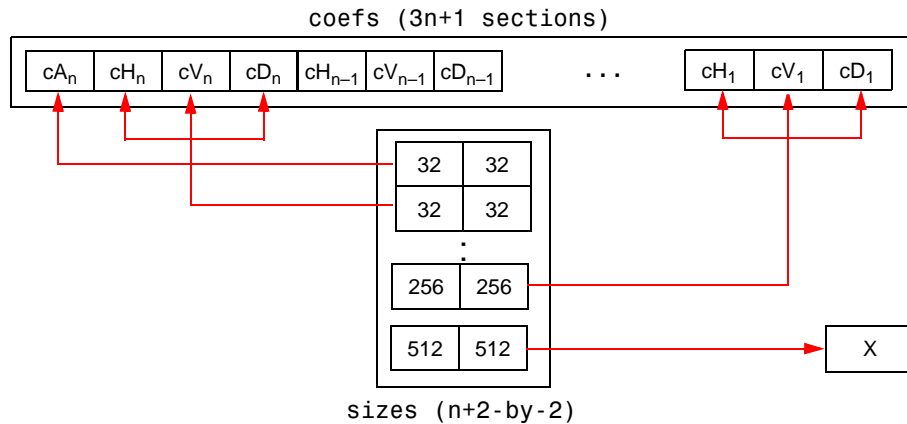 coefs (3n+1 sections)
cAn cHn cVn cDn cHn–1 cVn–1 cDn–1 ... cH1 cV1 cD1
32 32
32 32
:
256 256
512 512 X
sizes (n+2-by-2)